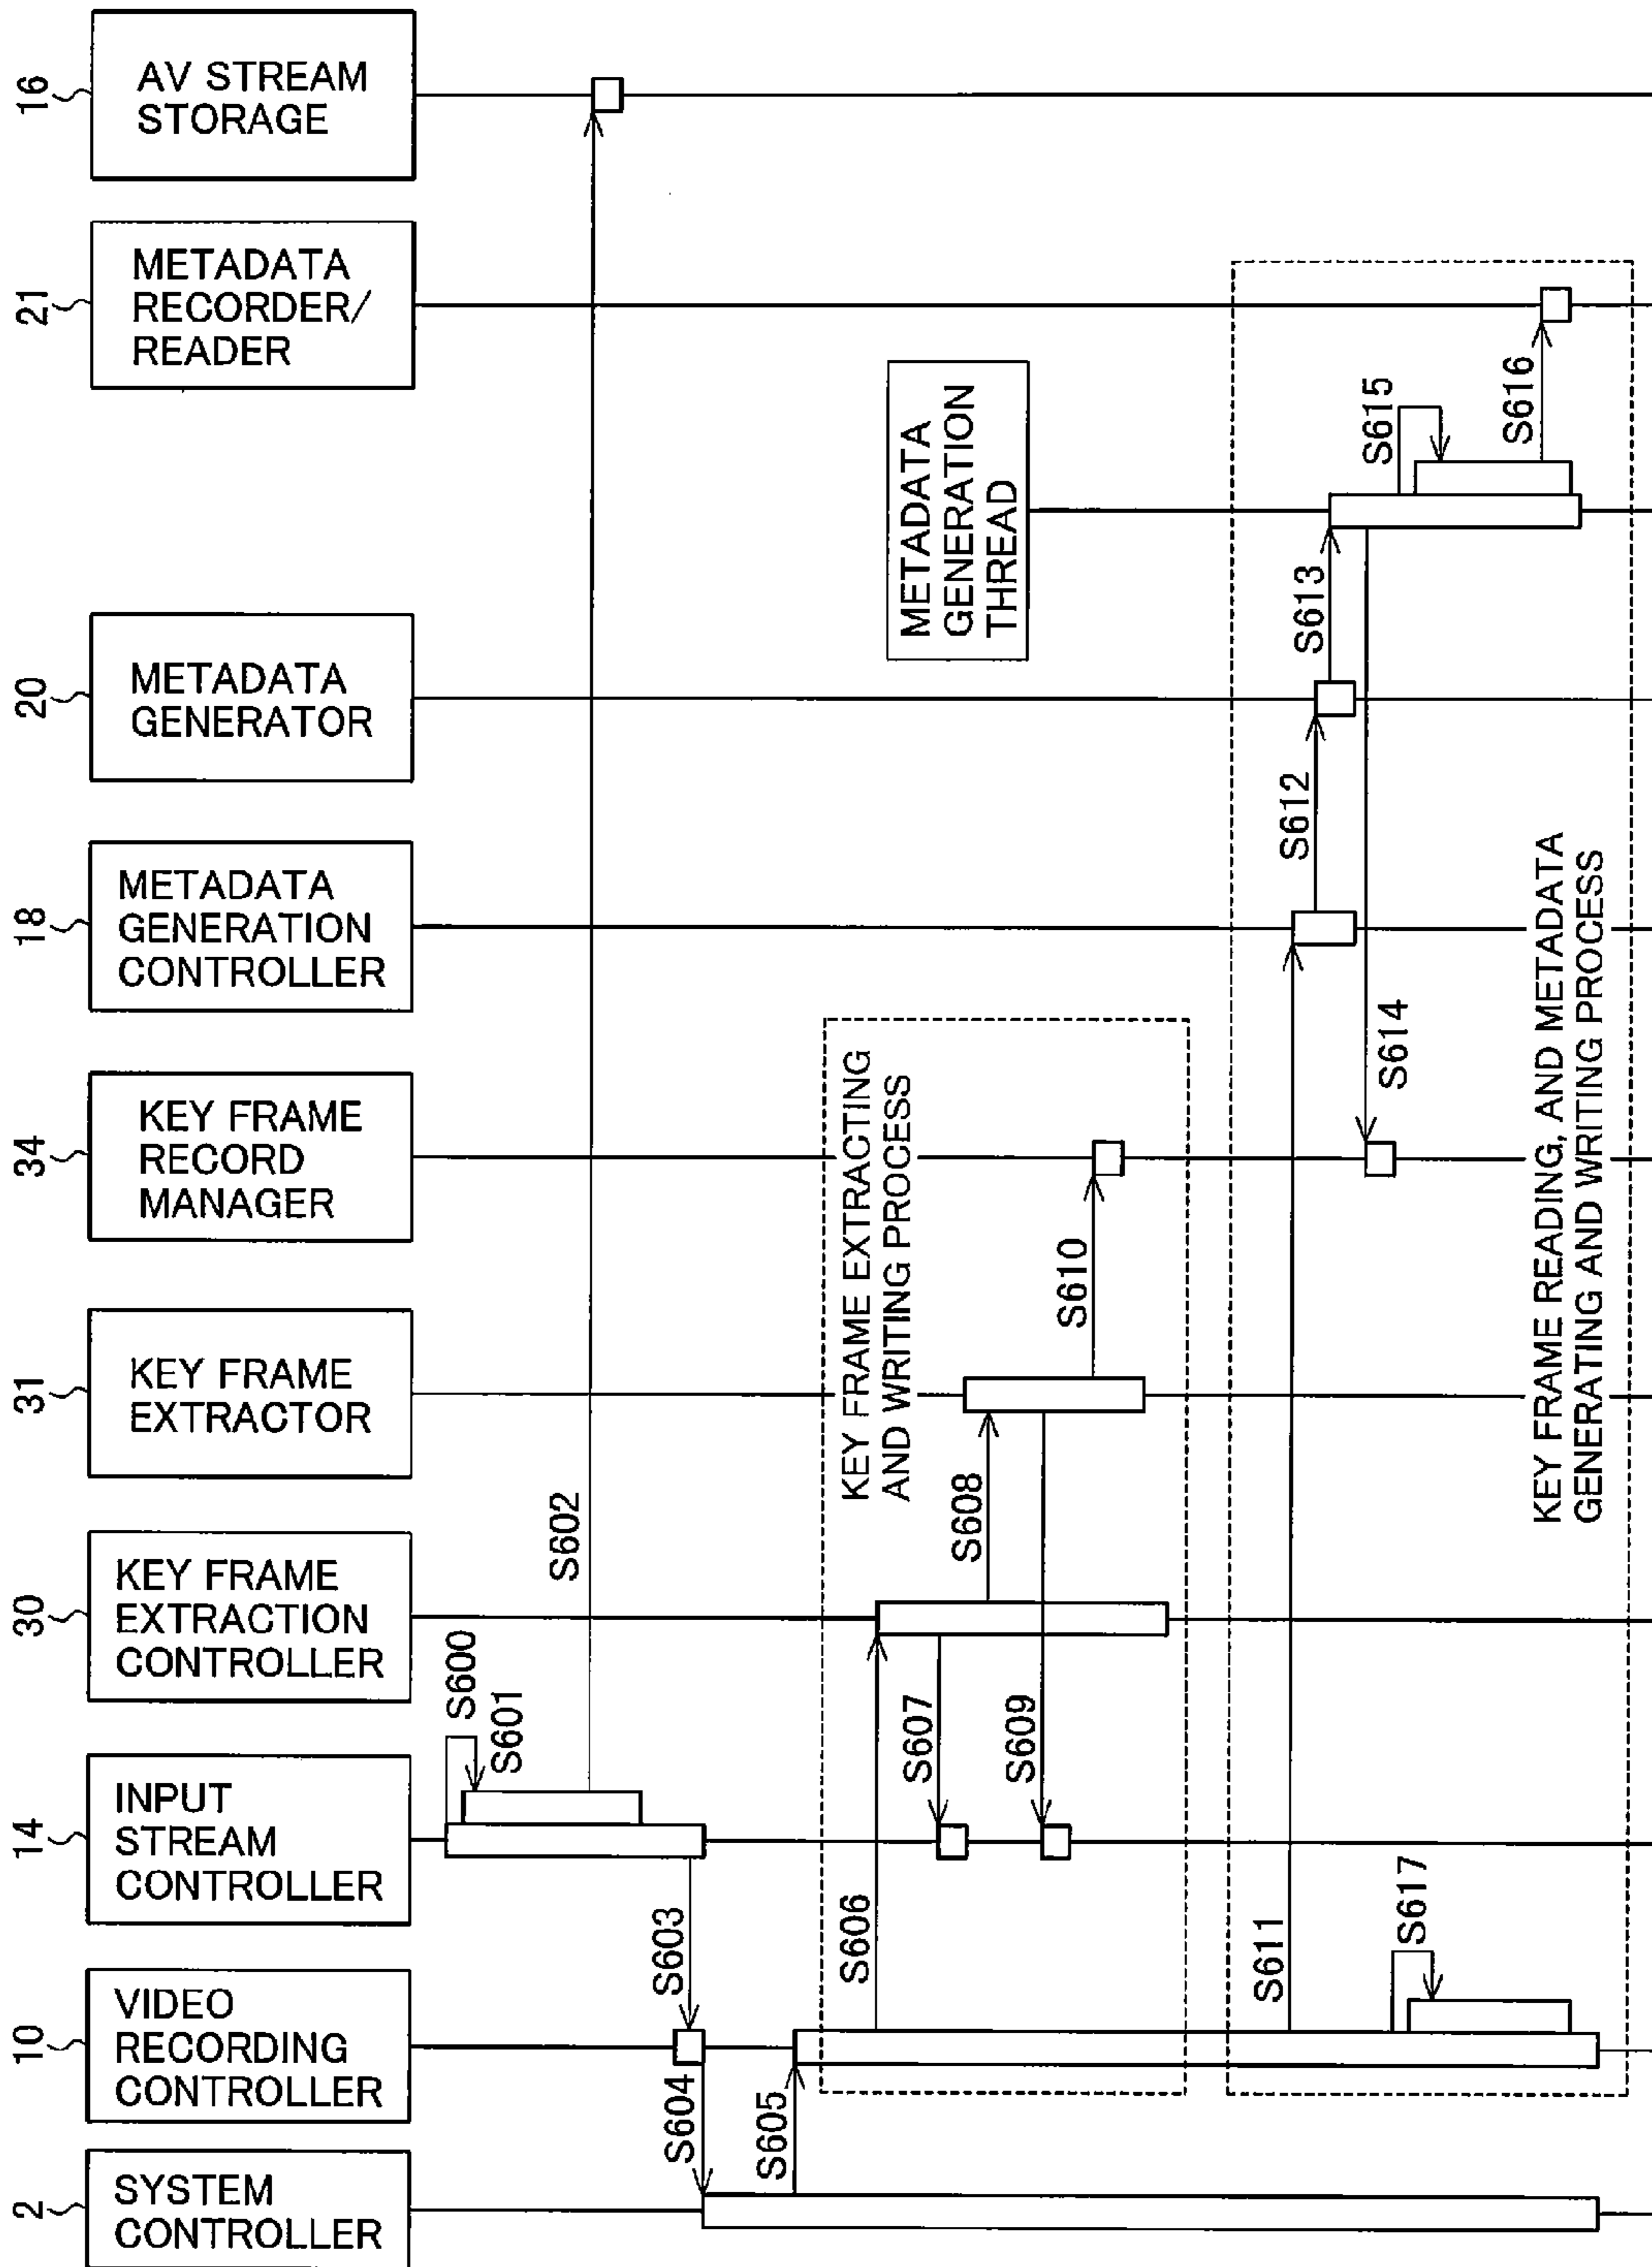 2
SYSTEM
CONTROLLER
10
VIDEO
RECORDING
CONTROLLER
14
INPUT
STREAM
CONTROLLER
30
KEY FRAME
EXTRACTION
CONTROLLER
31
KEY FRAME
EXTRACTOR
34
KEY FRAME
RECORD
MANAGER
18
METADATA
GENERATION
CONTROLLER
20
METADATA
GENERATOR
21
METADATA
RECORDER/
READER
16
AV STREAM
STORAGE
S600
S601
S602
S603
S604
S605
KEY FRAME EXTRACTING
AND WRITING PROCESS
S606
S607
S608
S609
S610
METADATA
GENERATION
THREAD
S611
S612
S613
S614
S615
S616
S617
KEY FRAME READING, AND METADATA
GENERATING AND WRITING PROCESS